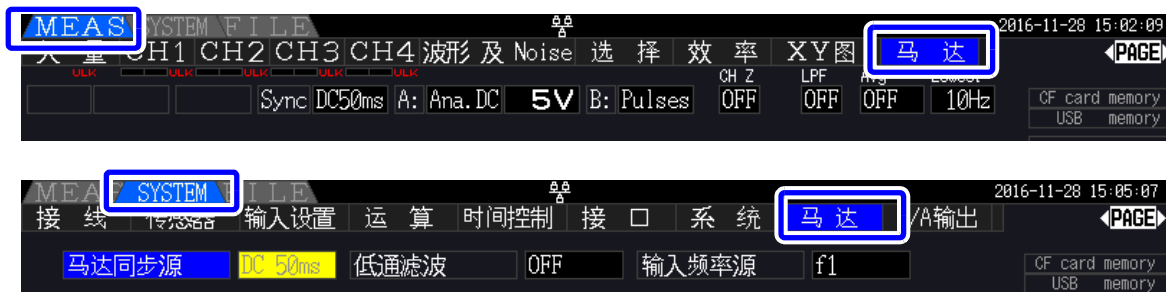 MEAS SYSTEM FILE 2016-11-28 15:02:09
CH1 CH2 CH3 CH4 波形 及 Noise 选 择 效 率 XY图 马 达 PAGE
ULK ULK ULK ULK CH Z LPF Avg Lowest
Sync DC50ms A: Ana.DC 5V B: Pulses OFF OFF OFF 10Hz CF card memory
USB memory
MEAS SYSTEM FILE 2016-11-28 15:05:07
接 线 传感器 输入设置 运 算 时间控制 接 口 系 统 马 达 /A输出 PAGE
马达同步源 DC 50ms 低通滤波 OFF 输入频率源 f1 CF card memory
USB memory